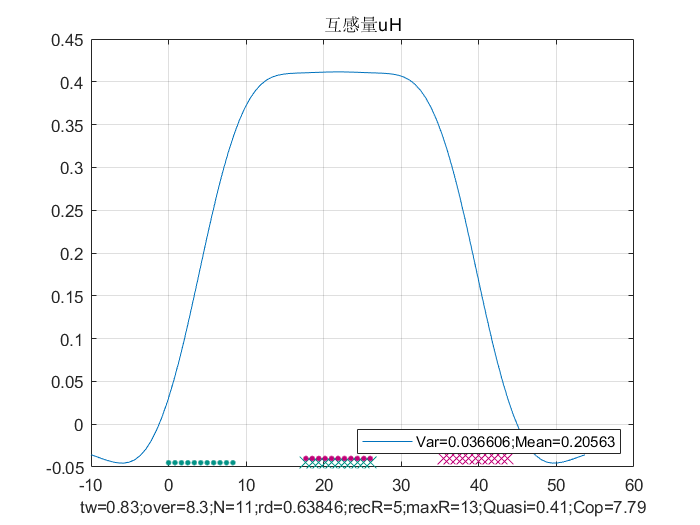 互感量uH
0.45
0.4
0.35
0.3
0.25
0.2
0.15
0.1
0.05
0
-0.05
Var=0.036606;Mean=0.20563
-10 0 10 20 30 40 50 60
tw=0.83;over=8.3;N=11;rd=0.63846;recR=5;maxR=13;Quasi=0.41;Cop=7.79